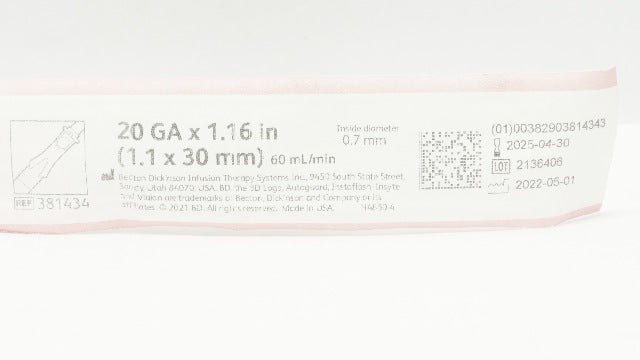 20 GA x 1.16 in
(1.1 x 30 mm) 60 mL/min
Inside diameter
0.7 mm
Becton Dickinson Infusion Therapy Systems Inc., 9450 South State Street,
Sandy, Utah 84070, USA. BD, the BD Logo, Autoguard, Instaflash, Insyte
and Vialon are trademarks of Becton, Dickinson and Company or its
affiliates. © 2021 BD. All rights reserved. Made in USA.
REF 381434
(01)00382903814343
2025-04-30
LOT 2136406
2022-05-01